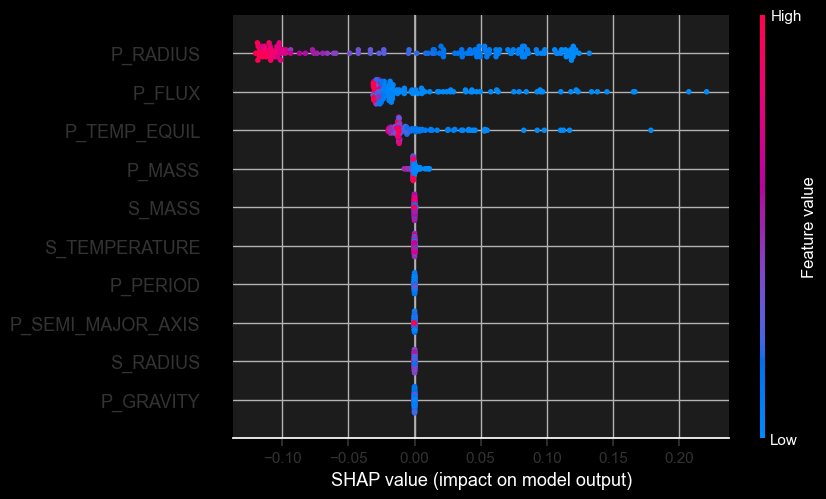 High
P_RADIUS
P_FLUX
P_TEMP_EQUIL
P_MASS
S_MASS
S_TEMPERATURE
P_PERIOD
P_SEMI_MAJOR_AXIS
S_RADIUS
P_GRAVITY
Feature value
Low
−0.10 −0.05 0.00 0.05 0.10 0.15 0.20
SHAP value (impact on model output)